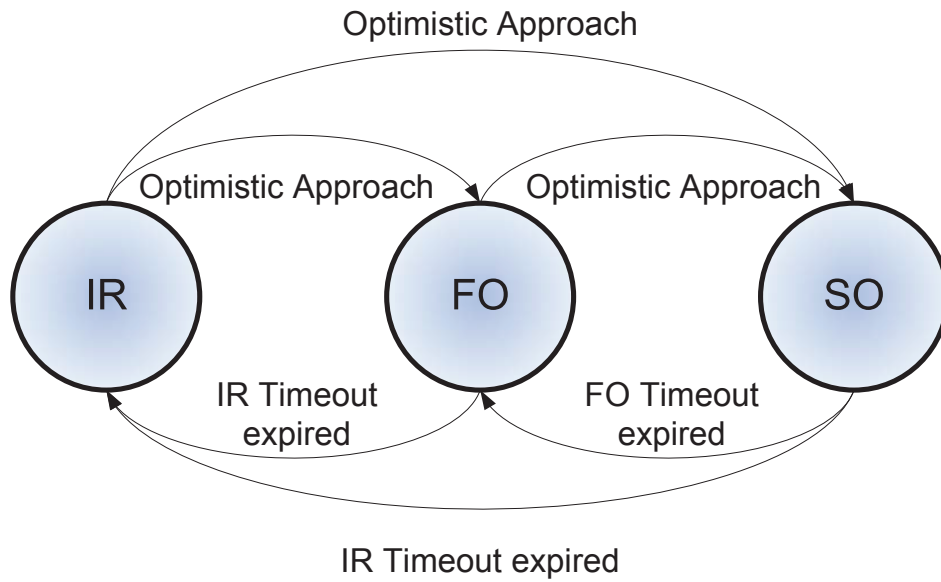 Optimistic Approach
Optimistic Approach
Optimistic Approach
IR
FO
SO
IR Timeout
expired
FO Timeout
expired
IR Timeout expired